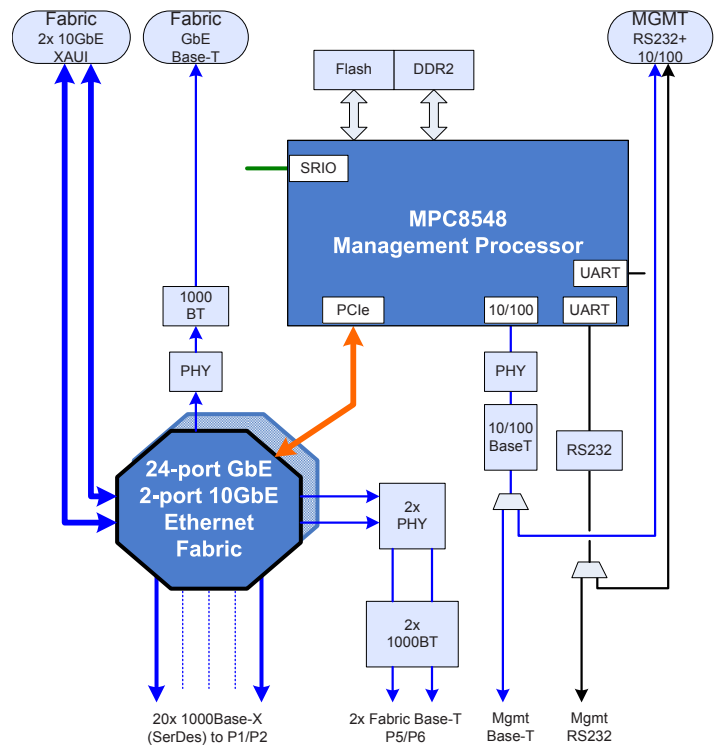 Fabric
2x 10GbE
XAUI
Fabric
GbE
Base-T
MGMT
RS232+
10/100
Flash
DDR2
SRIO
MPC8548
Management Processor
UART
PCIe
10/100
UART
1000
BT
PHY
PHY
10/100
BaseT
RS232
24-port GbE
2-port 10GbE
Ethernet
Fabric
2x
PHY
2x
1000BT
20x 1000Base-X
(SerDes) to P1/P2
2x Fabric Base-T
P5/P6
Mgmt
Base-T
Mgmt
RS232